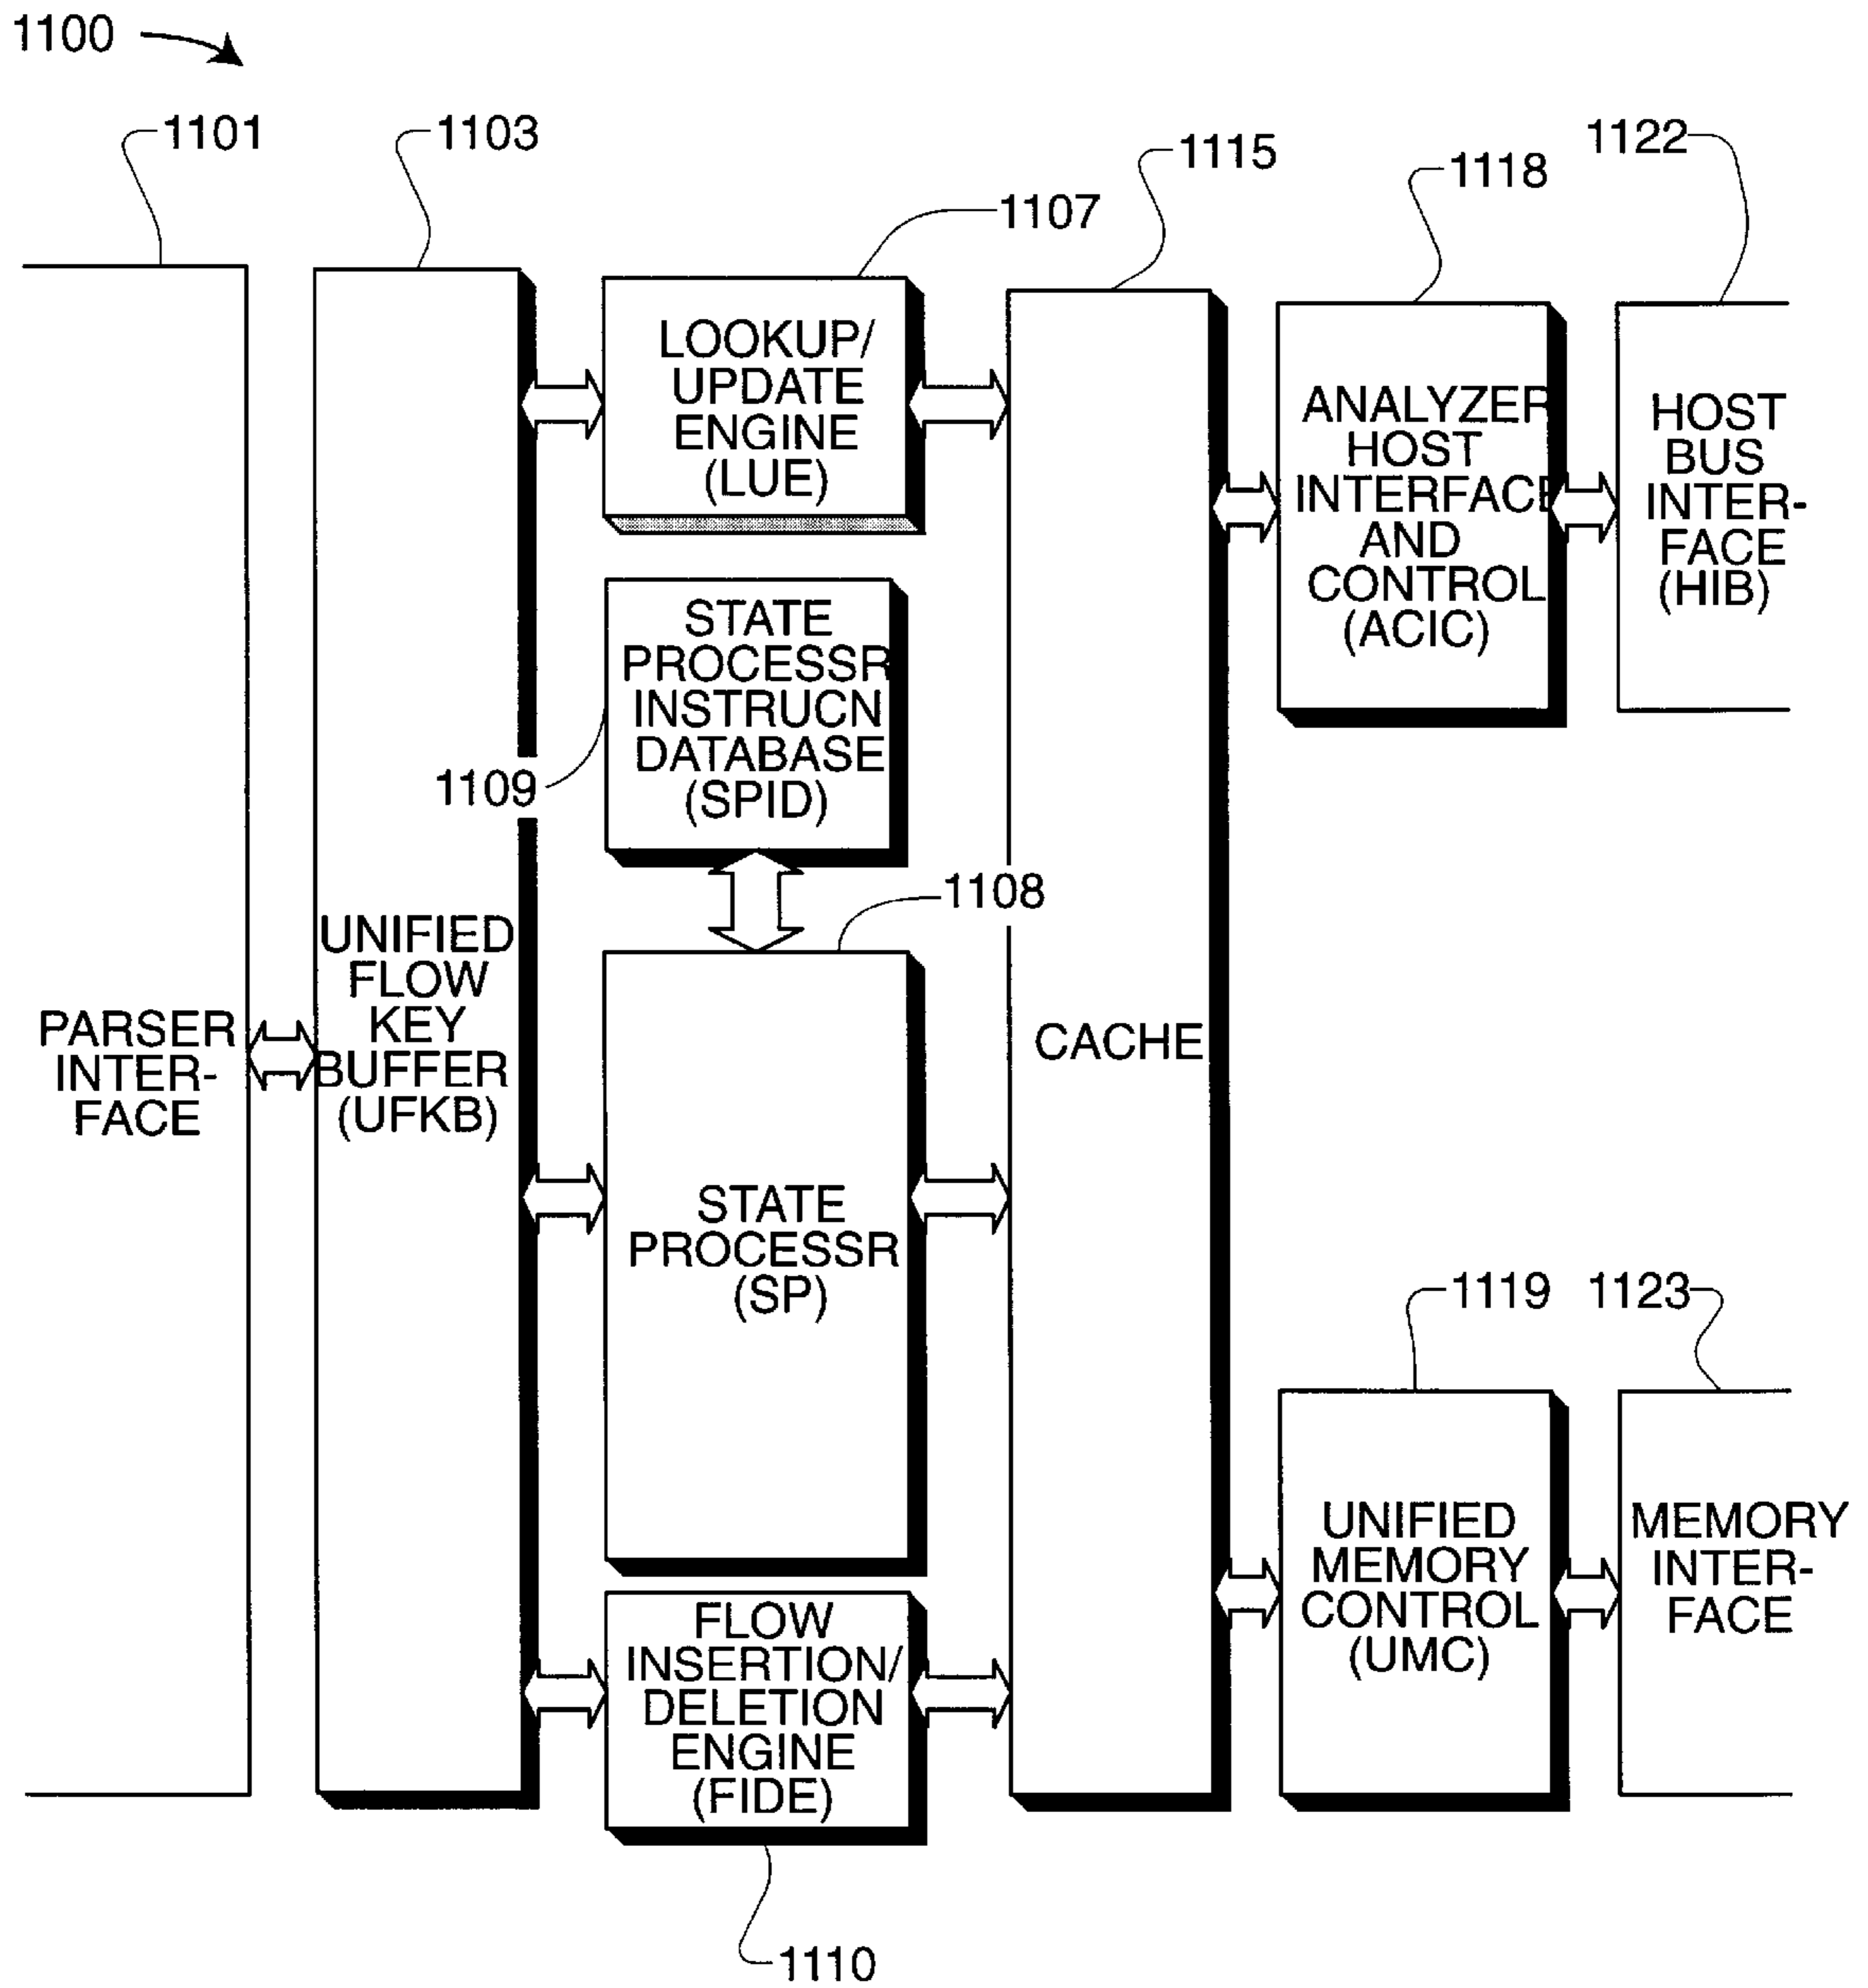 1100
1101
1103
1107
1115
1118
1122
LOOKUP/
UPDATE
ENGINE
(LUE)
ANALYZER
HOST
INTERFACE
AND
CONTROL
(ACIC)
HOST
BUS
INTER-
FACE
(HIB)
STATE
PROCESSR
INSTRUCN
DATABASE
(SPID)
1109
1108
UNIFIED
FLOW
KEY
BUFFER
(UFKB)
PARSER
INTER-
FACE
CACHE
STATE
PROCESSR
(SP)
1119
1123
UNIFIED
MEMORY
CONTROL
(UMC)
MEMORY
INTER-
FACE
FLOW
INSERTION/
DELETION
ENGINE
(FIDE)
1110